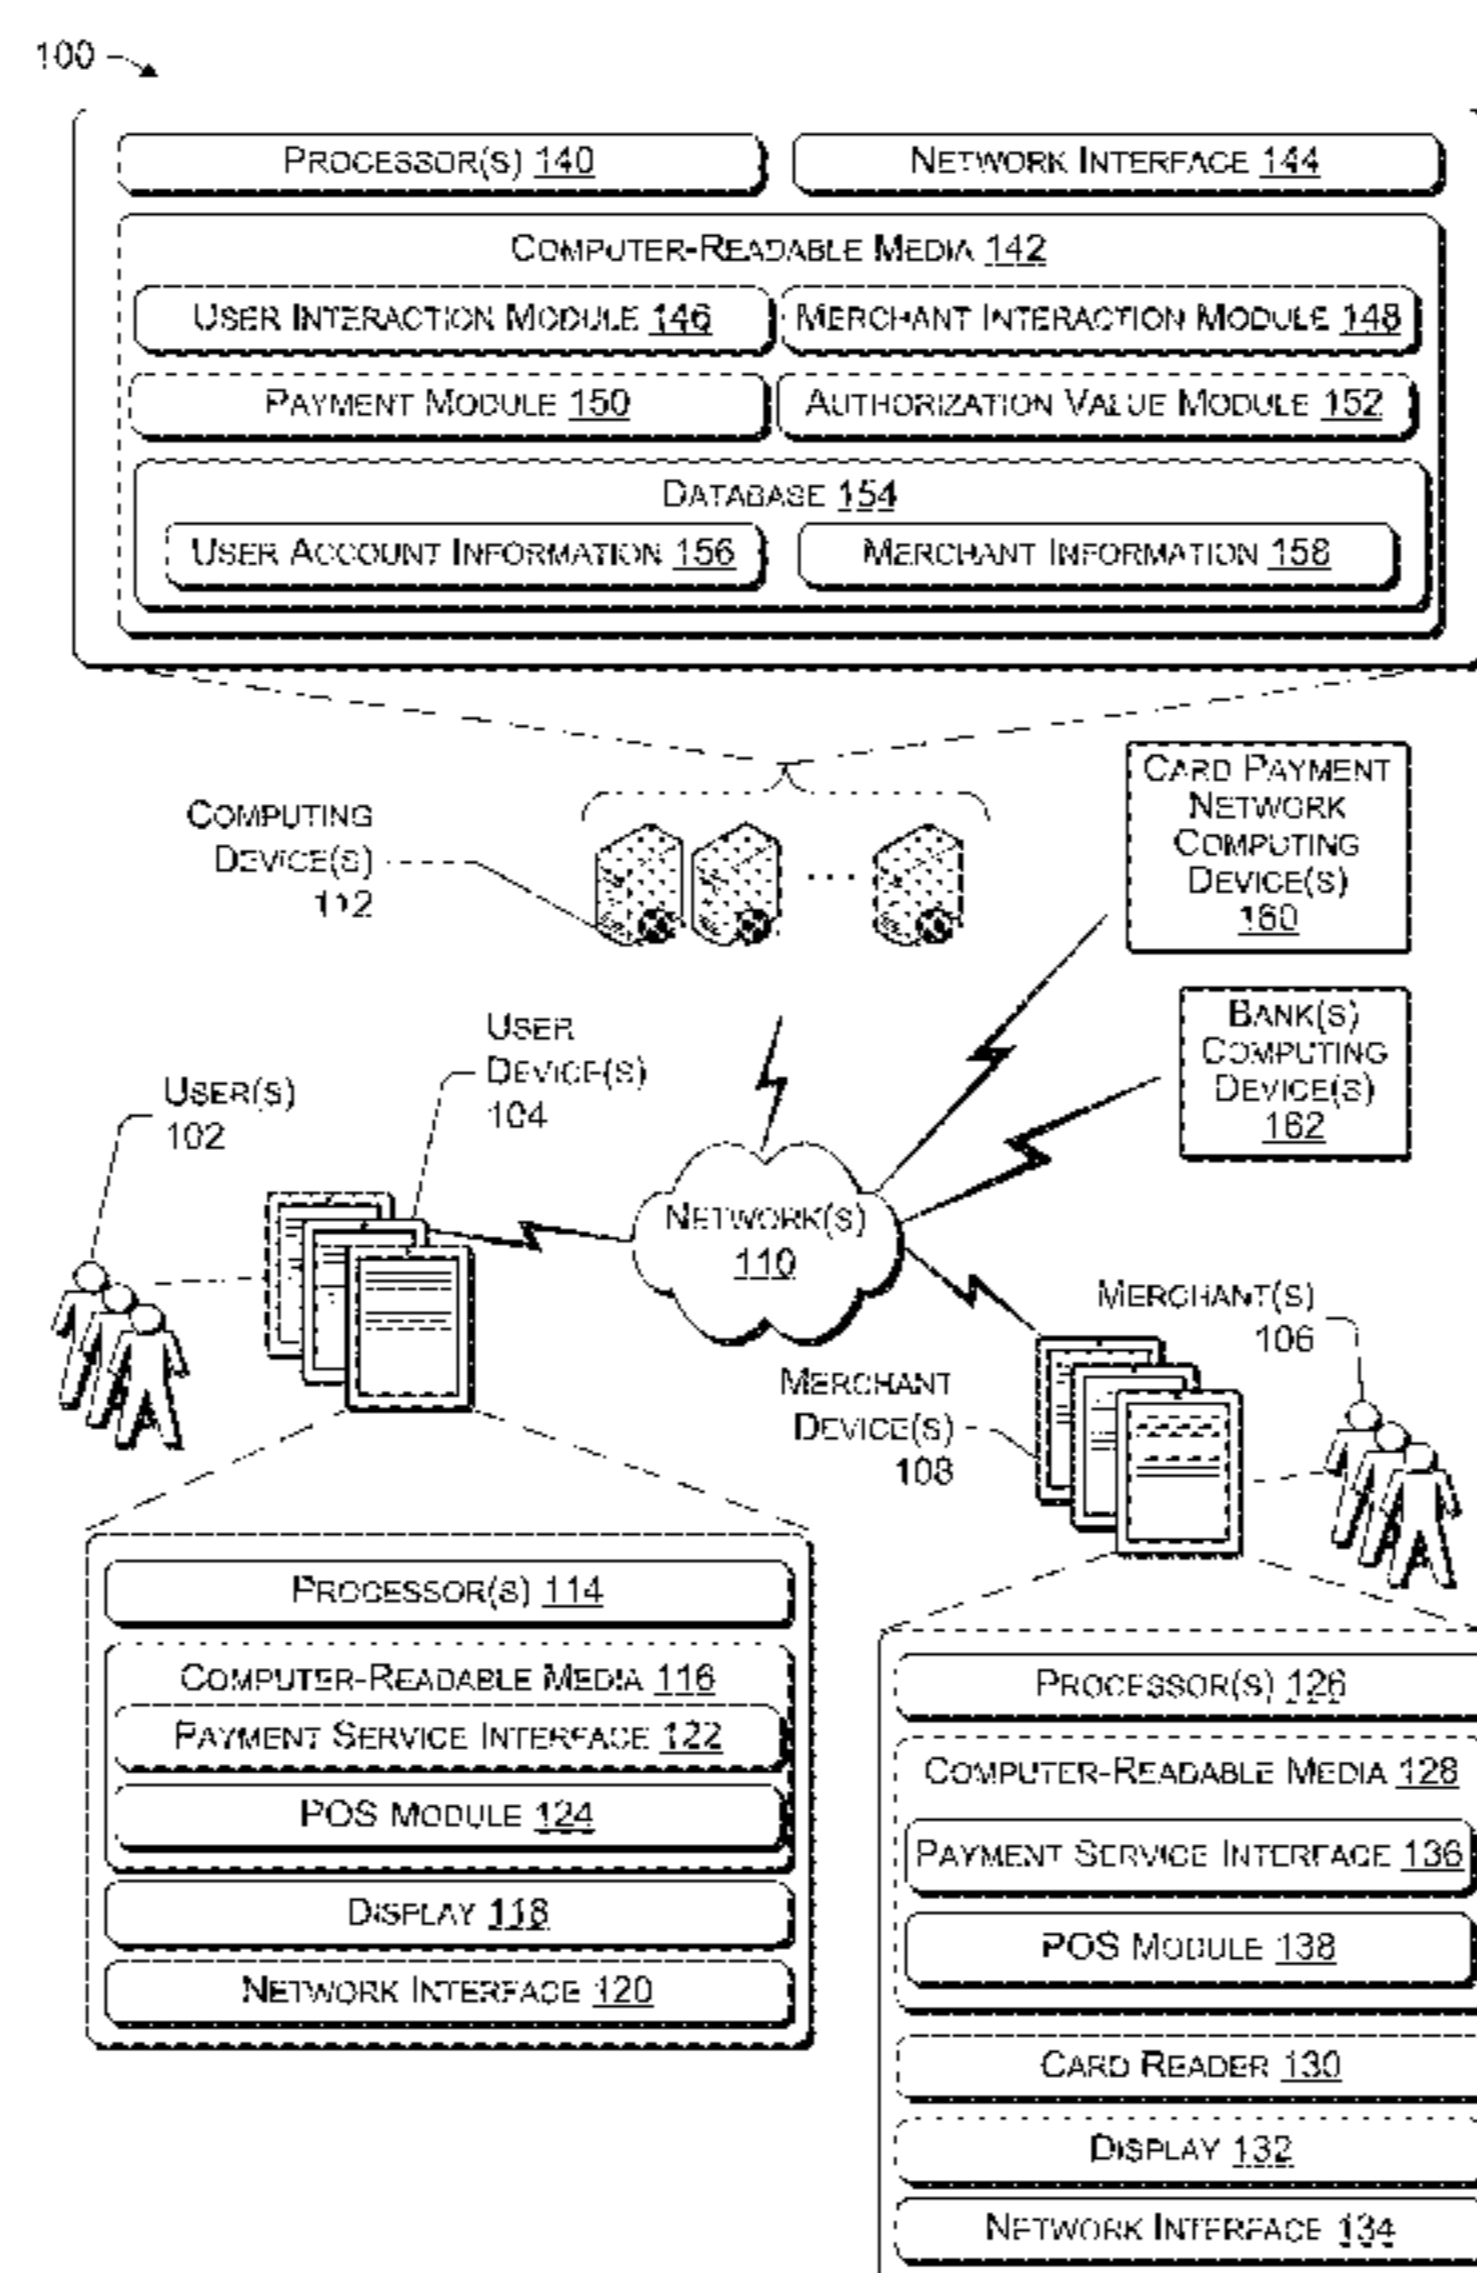 100
PROCESSOR(S) 140
NETWORK INTERFACE 144
COMPUTER-READABLE MEDIA 142
USER INTERACTION MODULE 146
MERCHANT INTERACTION MODULE 148
PAYMENT MODULE 150
AUTHORIZATION VALUE MODULE 152
DATABASE 154
USER ACCOUNT INFORMATION 156
MERCHANT INFORMATION 158
COMPUTING
DEVICE(S)
112
CARD PAYMENT
NETWORK
COMPUTING
DEVICE(S)
160
BANK(S)
COMPUTING
DEVICE(S)
162
USER
DEVICE(S)
104
USER(S)
102
NETWORK(S)
110
MERCHANT(S)
106
MERCHANT
DEVICE(S)
108
PROCESSOR(S) 114
COMPUTER-READABLE MEDIA 116
PAYMENT SERVICE INTERFACE 122
POS MODULE 124
DISPLAY 118
NETWORK INTERFACE 120
PROCESSOR(S) 126
COMPUTER-READABLE MEDIA 128
PAYMENT SERVICE INTERFACE 136
POS MODULE 138
CARD READER 130
DISPLAY 132
NETWORK INTERFACE 134